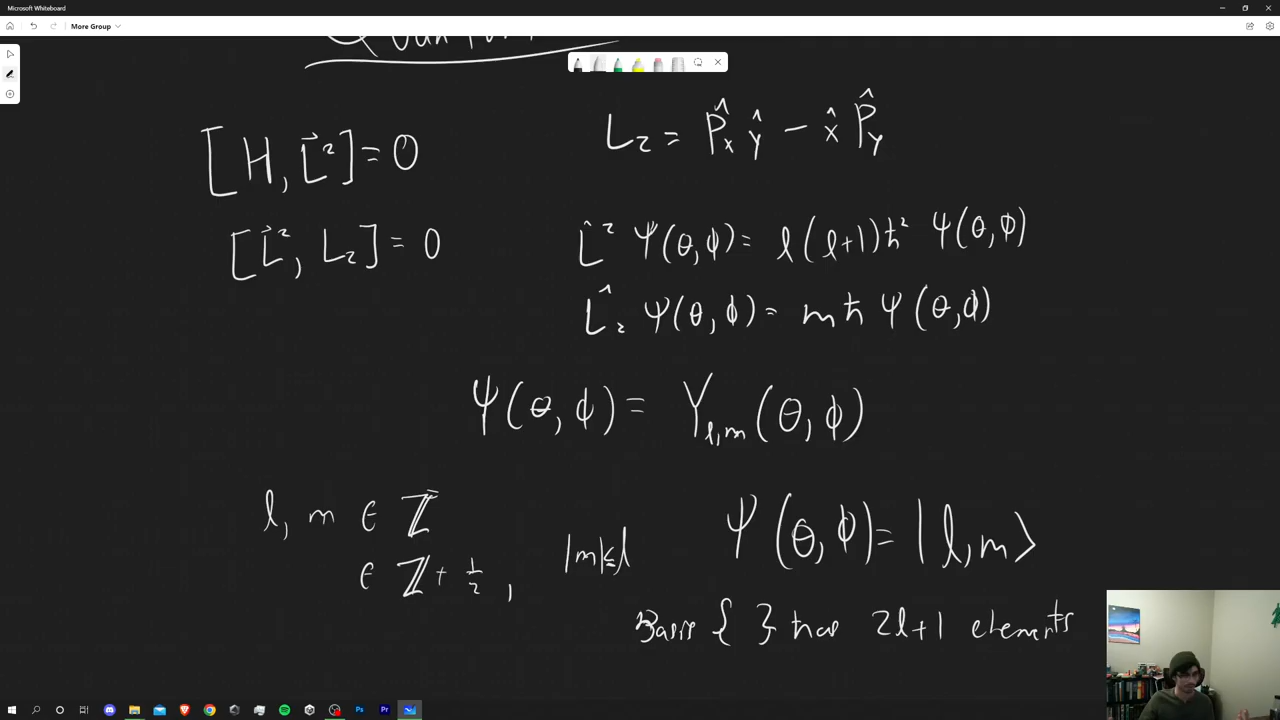 Microsoft Whiteboard
More Group
[H, L⃗²] = 0
L_z = P̂_x ŷ − x̂ P̂_y
[L⃗², L_z] = 0
L̂² Ψ(θ,φ) = l(l+1)ħ² Ψ(θ,φ)
L̂_z Ψ(θ,φ) = mħ Ψ(θ,φ)
Ψ(θ,φ) = Y_l,m(θ,φ)
l, m ∈ ℤ
∈ ℤ + 1/2 , |m| ≤ l
Ψ(θ,φ) = |l,m⟩
Basis { } has 2l+1 elements